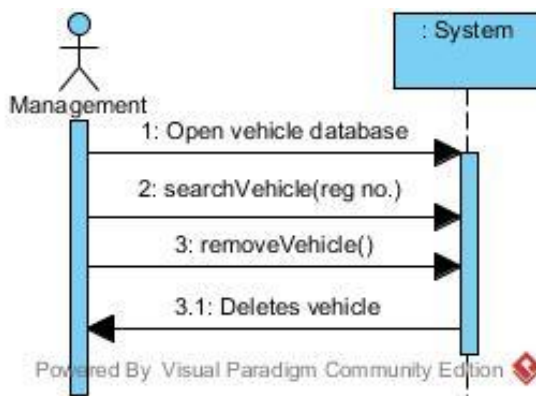 : System
Management
1: Open vehicle database
2: searchVehicle(reg no.)
3: removeVehicle()
3.1: Deletes vehicle
Powered By Visual Paradigm Community Edition